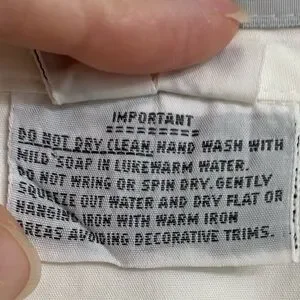 IMPORTANT
DO NOT DRY CLEAN. HAND WASH WITH
MILD SOAP IN LUKEWARM WATER.
DO NOT WRING OR SPIN DRY. GENTLY
SQUEEZE OUT WATER AND DRY FLAT OR
HANGING IRON WITH WARM IRON
AREAS AVOIDING DECORATIVE TRIMS.